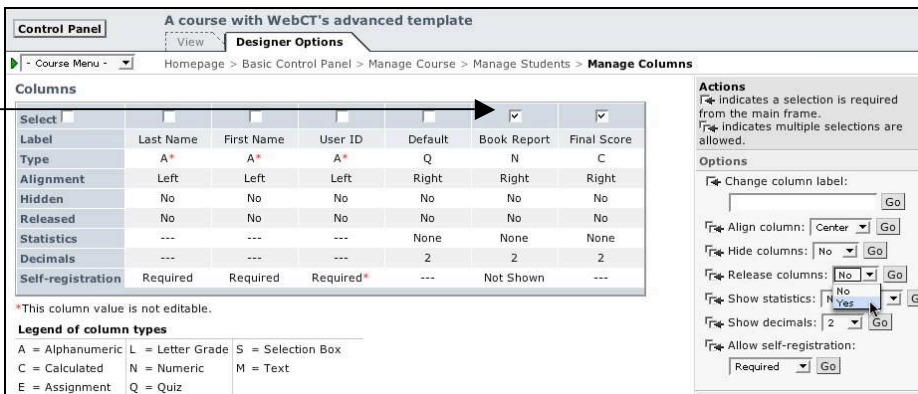 Control Panel
A course with WebCT's advanced template
View Designer Options
- Course Menu -
Homepage > Basic Control Panel > Manage Course > Manage Students > Manage Columns
Columns
Select
Label Last Name First Name User ID Default Book Report Final Score
Type A* A* A* Q N C
Alignment Left Left Left Right Right Right
Hidden No No No No No No
Released No No No No No No
Statistics --- --- --- None None None
Decimals --- --- --- 2 2 2
Self-registration Required Required Required* --- Not Shown ---
*This column value is not editable.
Legend of column types
A = Alphanumeric L = Letter Grade S = Selection Box
C = Calculated N = Numeric M = Text
E = Assignment Q = Quiz
Actions
indicates a selection is required
from the main frame.
indicates multiple selections are
allowed.
Options
Change column label:
Go
Align column: Center Go
Hide columns: No Go
Release columns: No Go
No
Yes
Show statistics:
Show decimals: 2 Go
Allow self-registration:
Required Go